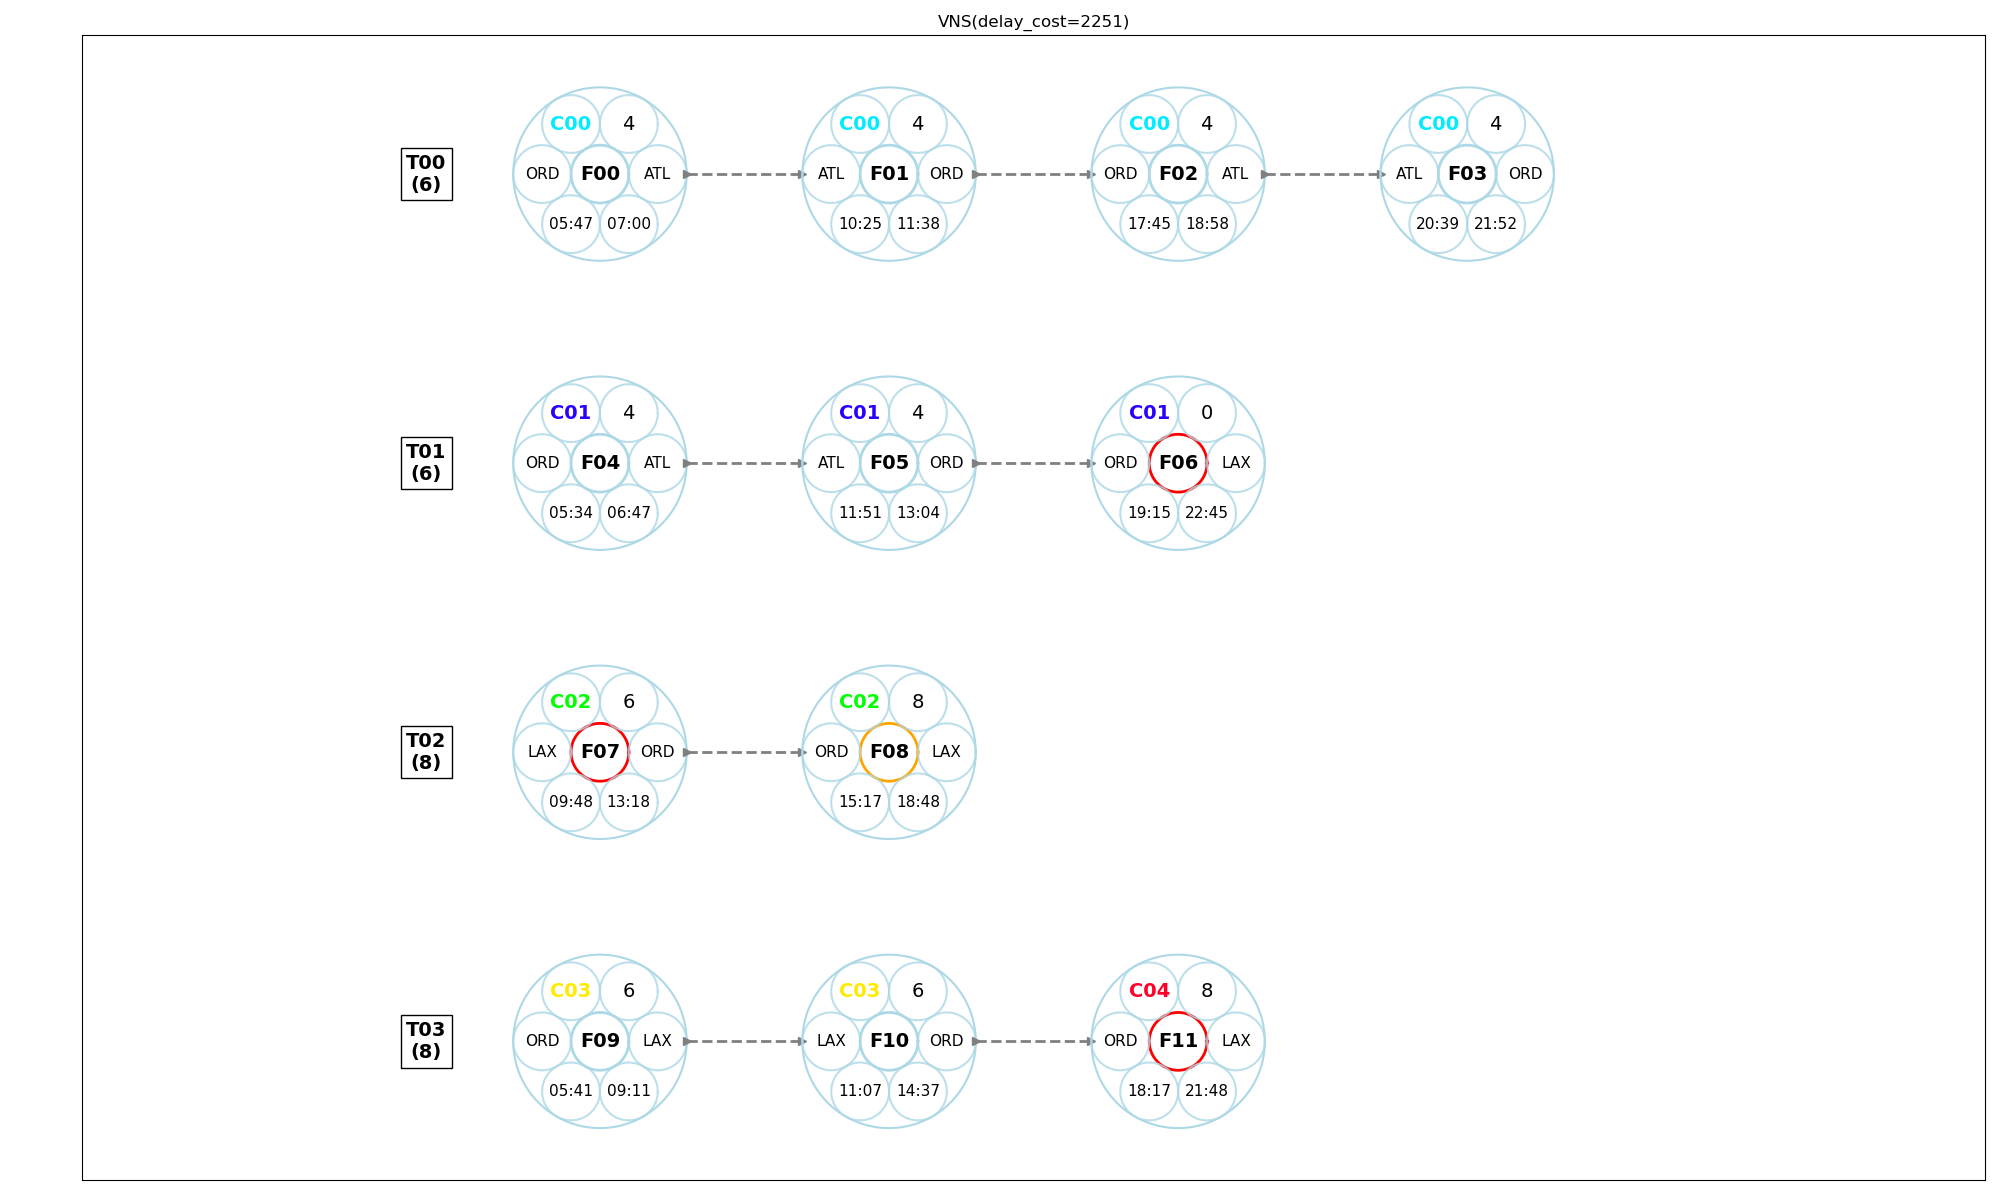 VNS(delay_cost=2251)
C00 4 C00 4 C00 4 C00 4
T00
(6)
ORD F00 ATL ATL F01 ORD ORD F02 ATL ATL F03 ORD
05:47 07:00 10:25 11:38 17:45 18:58 20:39 21:52
C01 4 C01 4 C01 0
T01
(6)
ORD F04 ATL ATL F05 ORD ORD F06 LAX
05:34 06:47 11:51 13:04 19:15 22:45
C02 6 C02 8
T02
(8)
LAX F07 ORD ORD F08 LAX
09:48 13:18 15:17 18:48
C03 6 C03 6 C04 8
T03
(8)
ORD F09 LAX LAX F10 ORD ORD F11 LAX
05:41 09:11 11:07 14:37 18:17 21:48